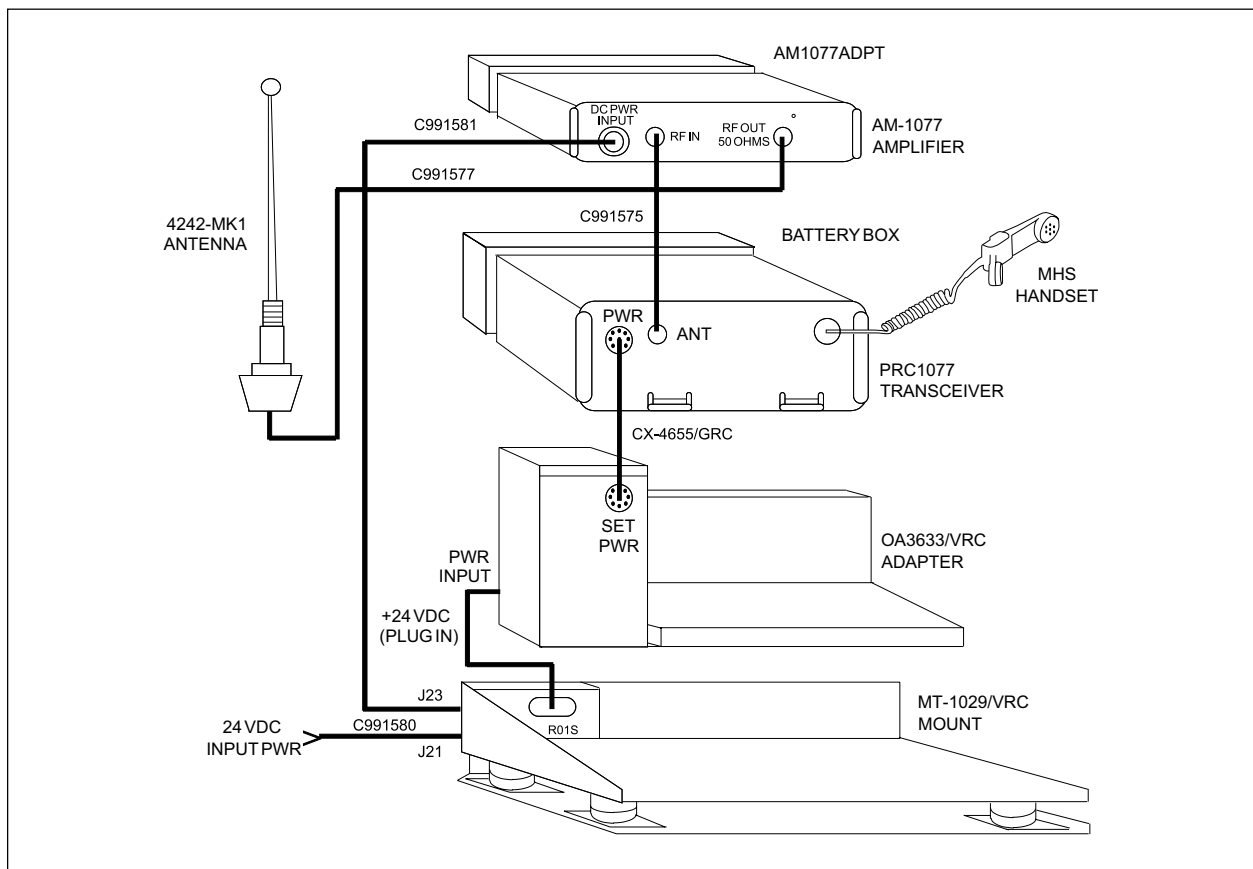 AM1077ADPT
DC PWR
INPUT
RF IN
RF OUT
50 OHMS
AM-1077
AMPLIFIER
C991581
C991577
C991575
4242-MK1
ANTENNA
BATTERY BOX
MHS
HANDSET
PWR
ANT
PRC1077
TRANSCEIVER
CX-4655/GRC
SET
PWR
OA3633/VRC
ADAPTER
PWR
INPUT
+24 VDC
(PLUG IN)
J23
C991580
J21
24 VDC
INPUT PWR
R01S
MT-1029/VRC
MOUNT